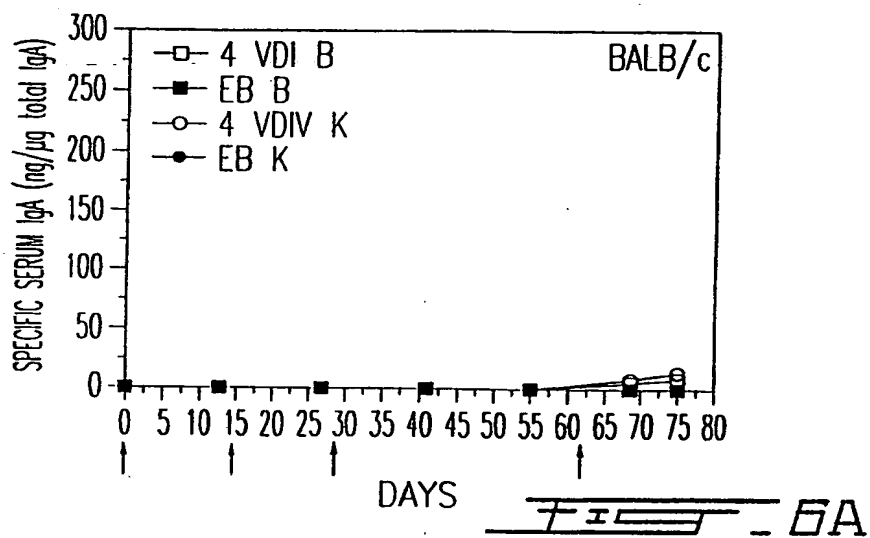 300
250
200
150
100
50
0
SPECIFIC SERUM IgA (ng/µg total IgA)
4 VDI B
EB B
4 VDIV K
EB K
BALB/c
0 5 10 15 20 25 30 35 40 45 50 55 60 65 70 75 80
DAYS
FIG. 6A